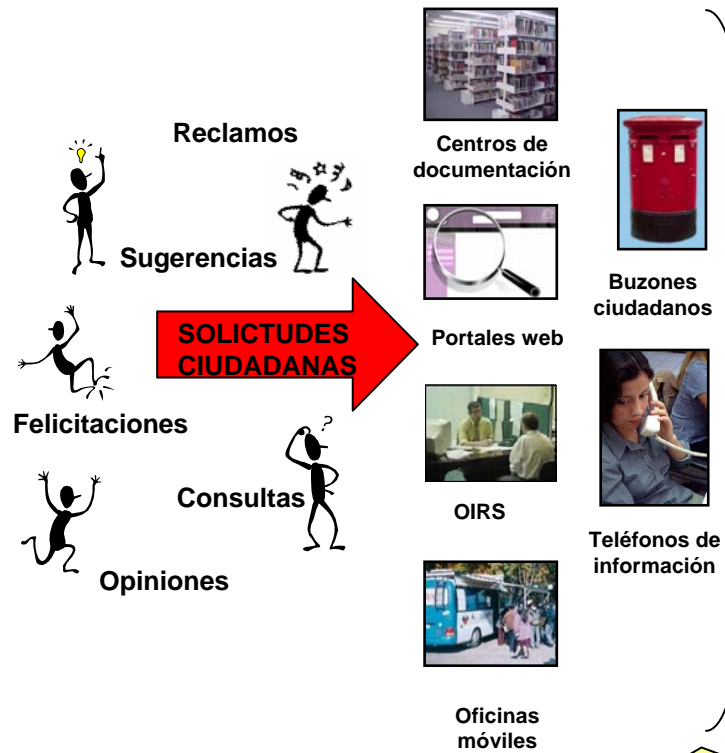 Reclamos
Sugerencias
SOLICTUDES
CIUDADANAS
Felicitaciones
Consultas
?
Opiniones
Centros de
documentación
Portales web
OIRS
Oficinas
móviles
Buzones
ciudadanos
Teléfonos de
información